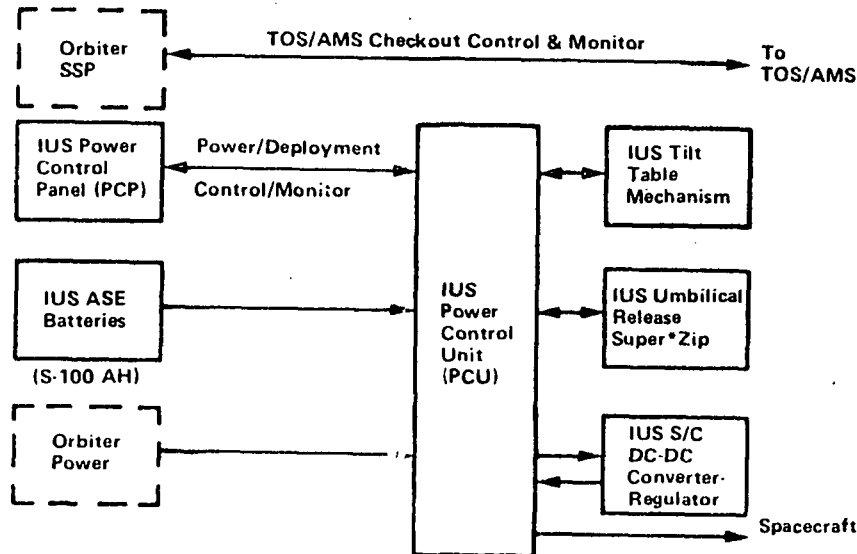 Orbiter
SSP
TOS/AMS Checkout Control & Monitor
To
TOS/AMS
IUS Power
Control
Panel (PCP)
Power/Deployment
Control/Monitor
IUS Tilt
Table
Mechanism
IUS ASE
Batteries
(S-100 AH)
IUS
Power
Control
Unit
(PCU)
IUS Umbilical
Release
Super*Zip
Orbiter
Power
IUS S/C
DC-DC
Converter-
Regulator
Spacecraft